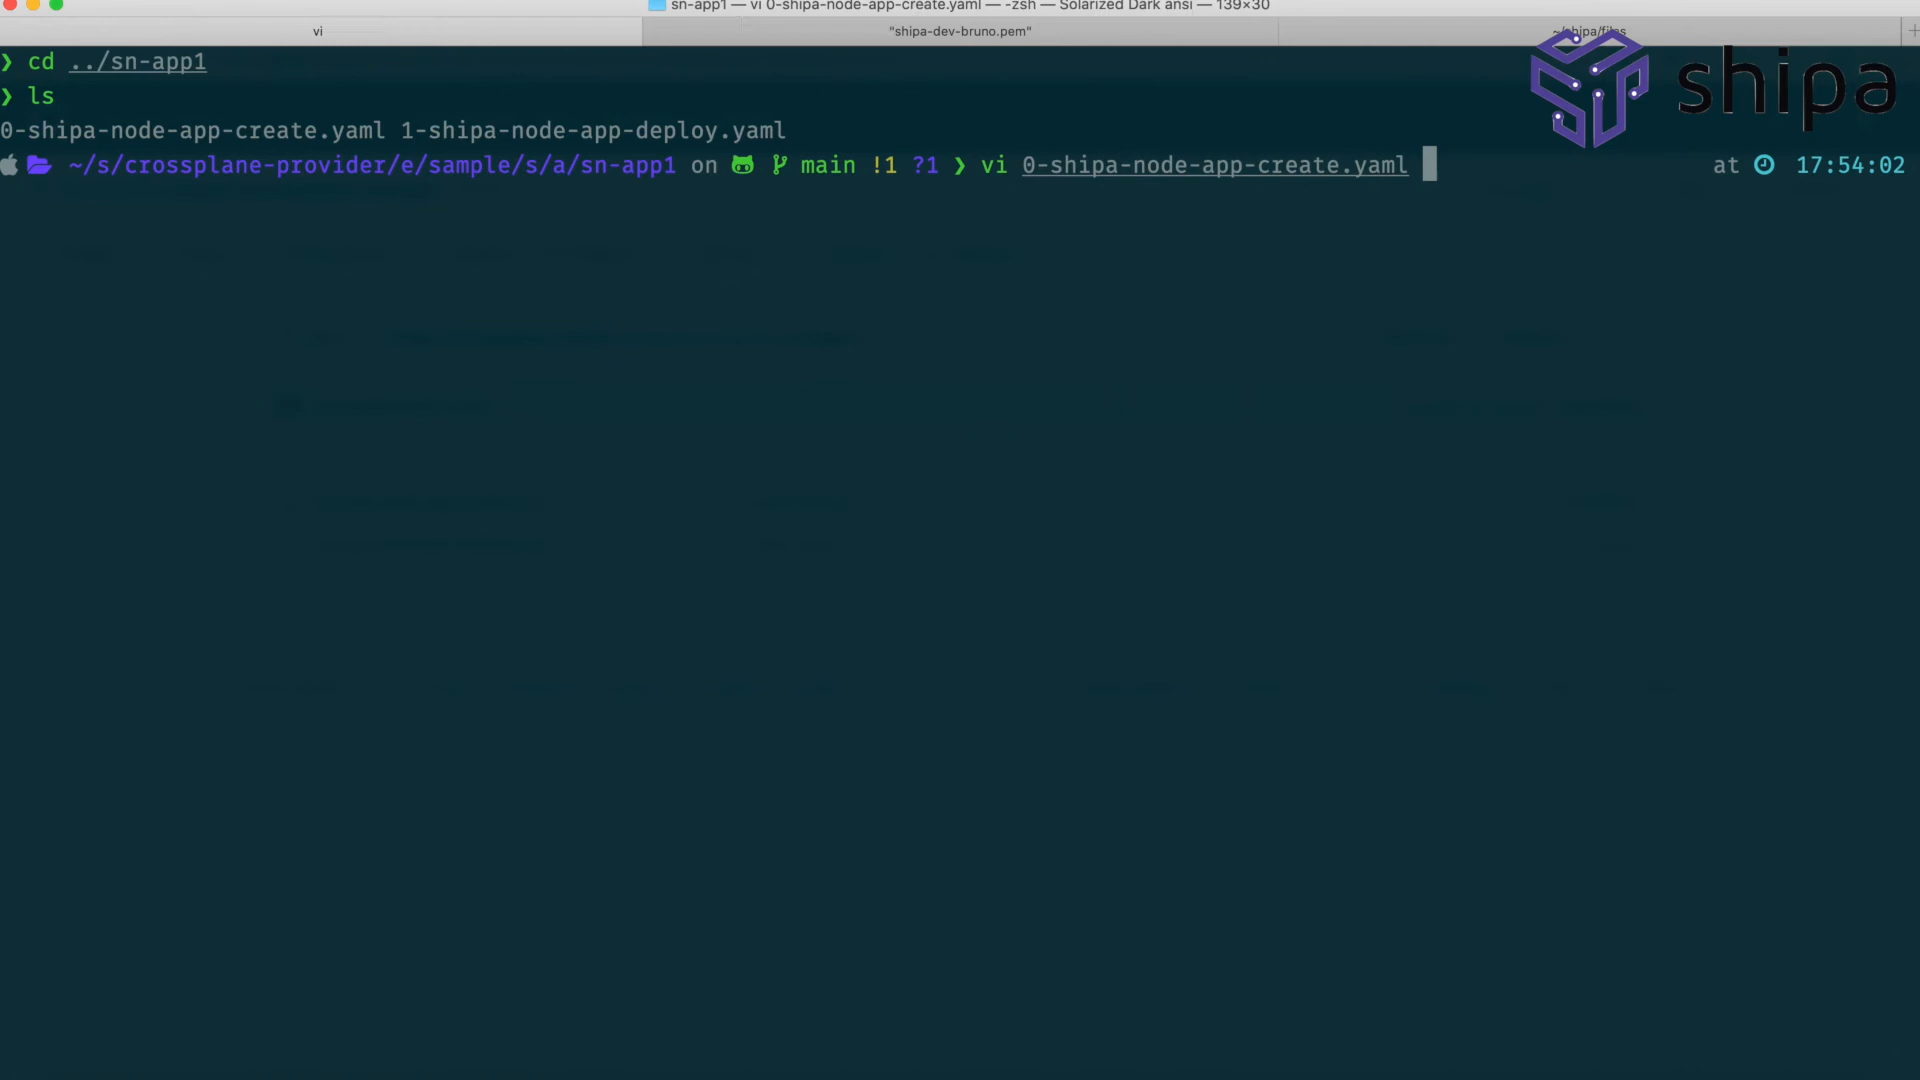 sn-app1 — vi 0-shipa-node-app-create.yaml — -zsh — Solarized Dark ansi — 139×30
vi
"shipa-dev-bruno.pem"
~/shipa/files
shipa
❯ cd ../sn-app1
❯ ls
0-shipa-node-app-create.yaml 1-shipa-node-app-deploy.yaml
~/s/crossplane-provider/e/sample/s/a/sn-app1 on main !1 ?1 ❯ vi 0-shipa-node-app-create.yaml at 17:54:02